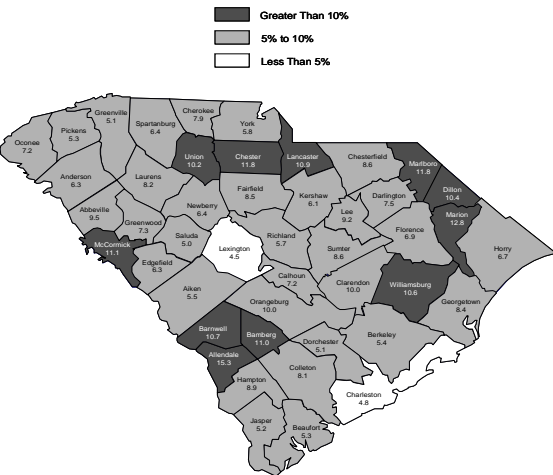 Greater Than 10%
5% to 10%
Less Than 5%
Cherokee
7.9
Greenville
5.1
Spartanburg
6.4
York
5.8
Pickens
5.3
Oconee
7.2
Union
10.2
Chester
11.8
Lancaster
10.9
Chesterfield
8.6
Marlboro
11.8
Anderson
6.3
Laurens
8.2
Dillon
10.4
Fairfield
8.5
Kershaw
6.1
Darlington
7.5
Abbeville
9.5
Newberry
6.4
Lee
9.2
Marion
12.8
Greenwood
7.3
Florence
6.9
McCormick
11.1
Saluda
5.0
Lexington
4.5
Richland
5.7
Sumter
8.6
Horry
6.7
Edgefield
6.3
Calhoun
7.2
Clarendon
10.0
Williamsburg
10.6
Aiken
5.5
Orangeburg
10.0
Georgetown
8.4
Barnwell
10.7
Bamberg
11.0
Dorchester
5.1
Berkeley
5.4
Allendale
15.3
Colleton
8.1
Hampton
8.9
Charleston
4.8
Jasper
5.2
Beaufort
5.3